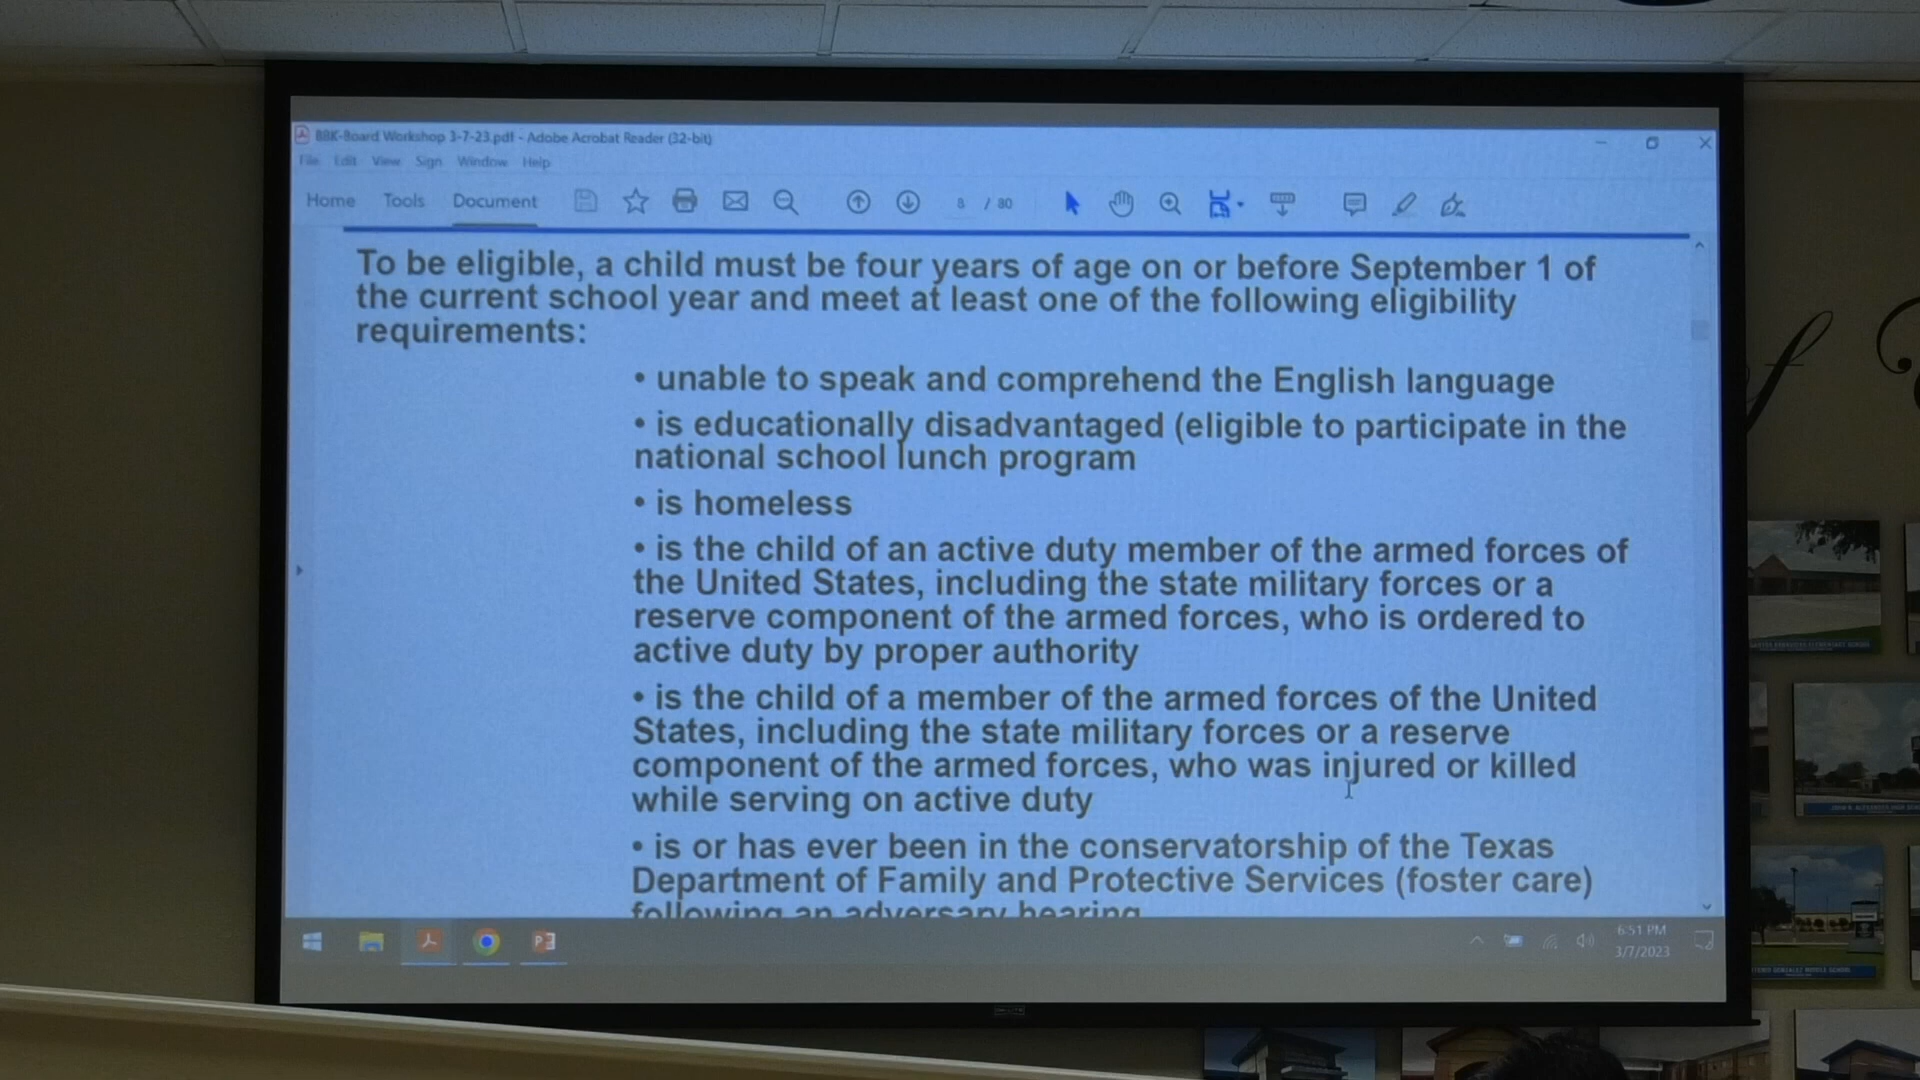 BBK-Board Workshop 3-7-23.pdf - Adobe Acrobat Reader (32-bit)
File Edit View Sign Window Help
Home Tools Document 8 / 80
To be eligible, a child must be four years of age on or before September 1 of
the current school year and meet at least one of the following eligibility
requirements:
• unable to speak and comprehend the English language
• is educationally disadvantaged (eligible to participate in the
national school lunch program
• is homeless
• is the child of an active duty member of the armed forces of
the United States, including the state military forces or a
reserve component of the armed forces, who is ordered to
active duty by proper authority
• is the child of a member of the armed forces of the United
States, including the state military forces or a reserve
component of the armed forces, who was injured or killed
while serving on active duty
• is or has ever been in the conservatorship of the Texas
Department of Family and Protective Services (foster care)
following an adversary hearing
6:51 PM
3/7/2023
f